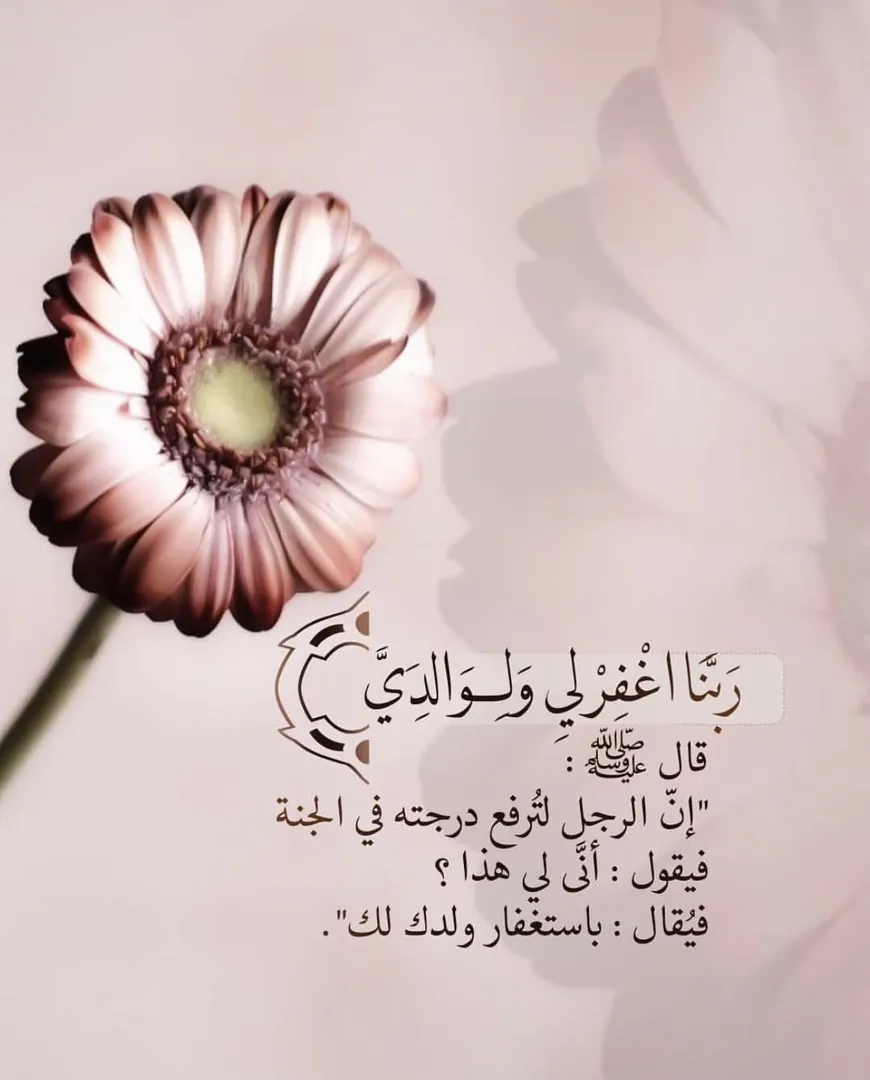 رَبَّنَا اغْفِرْ لِي وَلِــوَالِدِيَّ
قال ﷺ :
"إنّ الرجل لتُرفع درجته في الجنة
فيقول : أنَّى لي هذا ؟
فيُقال : باستغفار ولدك لك".